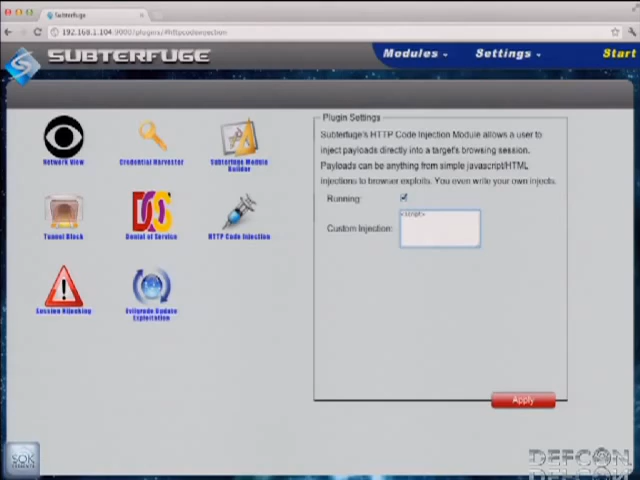 Subterfuge
192.168.1.104:9000/plugins/#httpcodeinjection
SUBTERFUGE
Modules
Settings
Start
Network View
Credential Harvester
Subterfuge Module
Builder
Tunnel Block
Denial of Service
HTTP Code Injection
Session Hijacking
Evilgrade Update
Exploitation
Plugin Settings
Subterfuge's HTTP Code Injection Module allows a user to
inject payloads directly into a target's browsing session.
Payloads can be anything from simple javascript/HTML
injections to browser exploits. You even write your own injects.
Running:
Custom Injection:
<script>
Apply
DOS
SOK
DEFCON